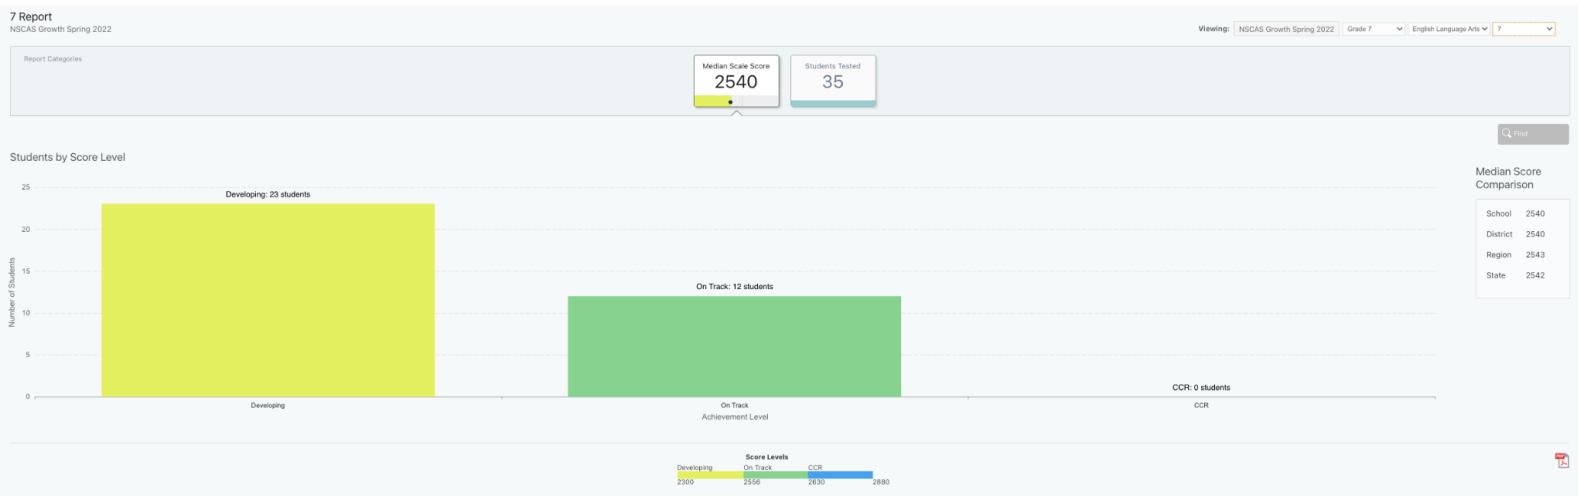 7 Report
NSCAS Growth Spring 2022
Viewing: NSCAS Growth Spring 2022 Grade 7 English Language Arts 7
Report Categories
Median Scale Score
2540
Students Tested
35
Find
Students by Score Level
Number of Students
25
20
15
10
5
0
Developing: 23 students
On Track: 12 students
CCR: 0 students
Developing On Track CCR
Achievement Level
Median Score
Comparison
School 2540
District 2540
Region 2543
State 2542
Score Levels
Developing On Track CCR
2300 2556 2630 2880